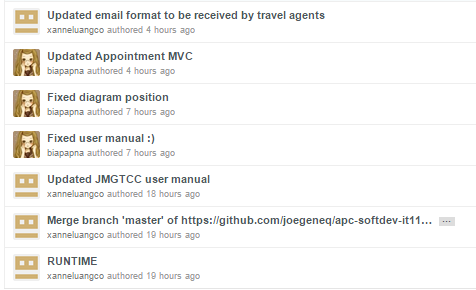 Updated email format to be received by travel agents
xanneluangco authored 4 hours ago
Updated Appointment MVC
biapapna authored 4 hours ago
Fixed diagram position
biapapna authored 7 hours ago
Fixed user manual :)
biapapna authored 7 hours ago
Updated JMGTCC user manual
xanneluangco authored 18 hours ago
Merge branch 'master' of https://github.com/joegeneq/apc-softdev-it11… …
xanneluangco authored 19 hours ago
RUNTIME
xanneluangco authored 19 hours ago